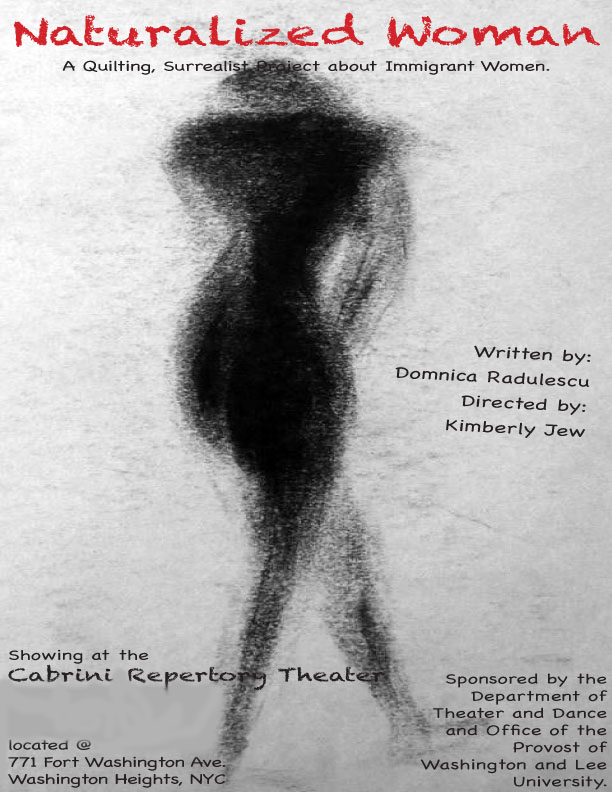 Naturalized Woman
A Quilting, Surrealist Project about Immigrant Women.
Written by:
Domnica Radulescu
Directed by:
Kimberly Jew
Showing at the
Cabrini Repertory Theater
located @
771 Fort Washington Ave.
Washington Heights, NYC
Sponsored by the
Department of
Theater and Dance
and Office of the
Provost of
Washington and Lee
University.